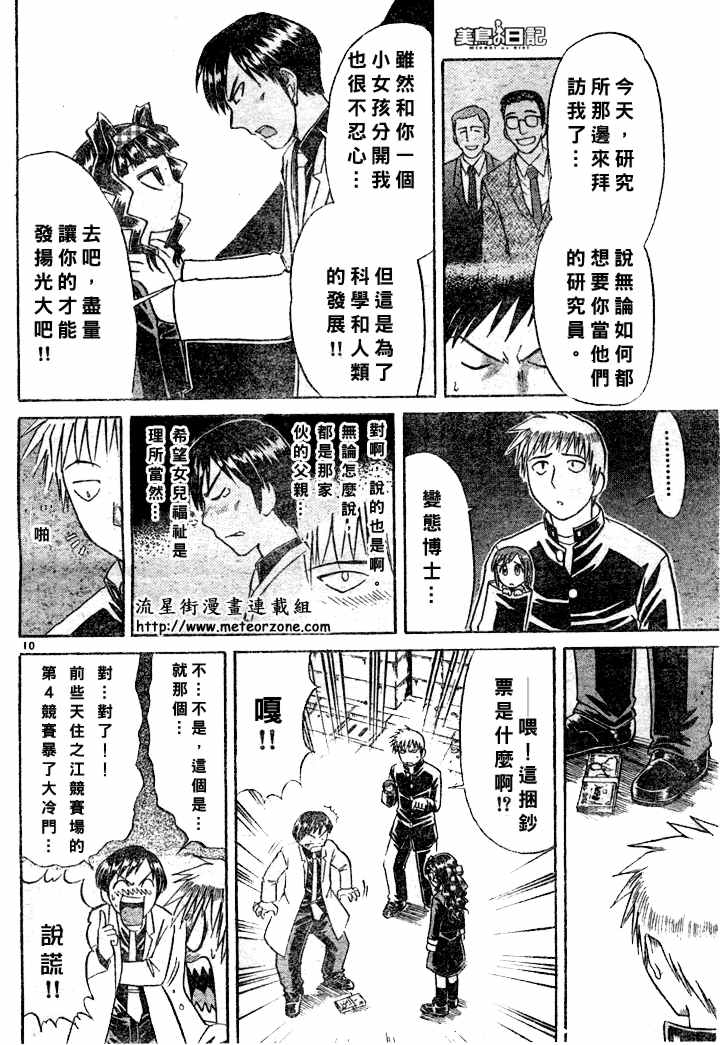 美鳥日記
MIDORI NO HIBI
今天，研究
所那邊來拜
訪我了…
說無論如何都
想要你當他們
的研究員。
雖然和你一個
小女孩分開我
也很不忍心…
但這是為了
科學和人類
的發展!!
去吧，盡量
讓你的才能
發揚光大吧!!
………
變態博士…
對啊…說的也是啊。
無論怎麼說…
都是那家
伙的父親…
希望女兒福祉是
理所當然…
啪
流星街漫畫連載組
http://www.meteorzone.com
10
——喂！這捆鈔
票是什麼啊!?
嘎!!
不…不是，這個是…
就那個…
對…對了！！
前些天住之江競賽場的
第4競賽暴了大冷門…
說謊!!